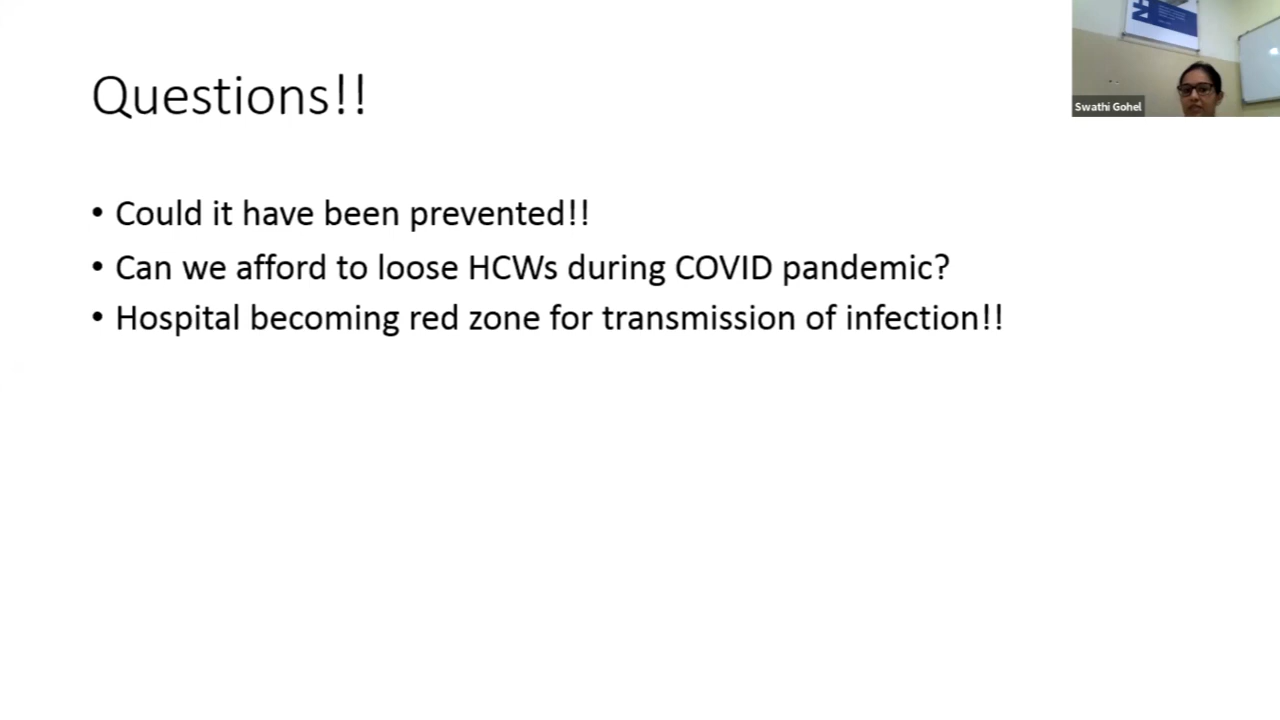 Questions!!
Swathi Gohel
• Could it have been prevented!!
• Can we afford to loose HCWs during COVID pandemic?
• Hospital becoming red zone for transmission of infection!!